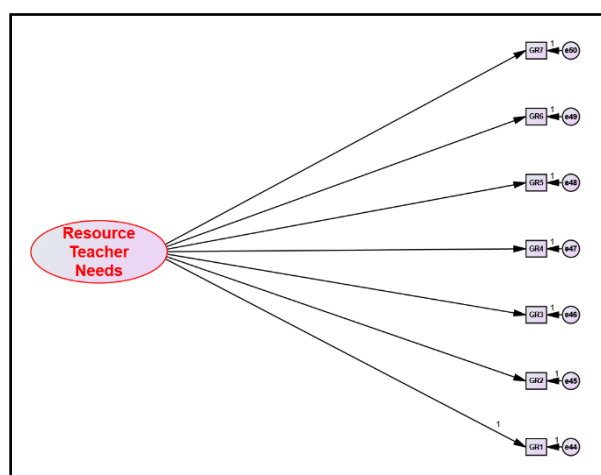 1
GR7
e50
1
GR6
e49
1
GR5
e48
Resource
Teacher
Needs
1
GR4
e47
1
GR3
e46
1
GR2
e45
1
1
GR1
e44